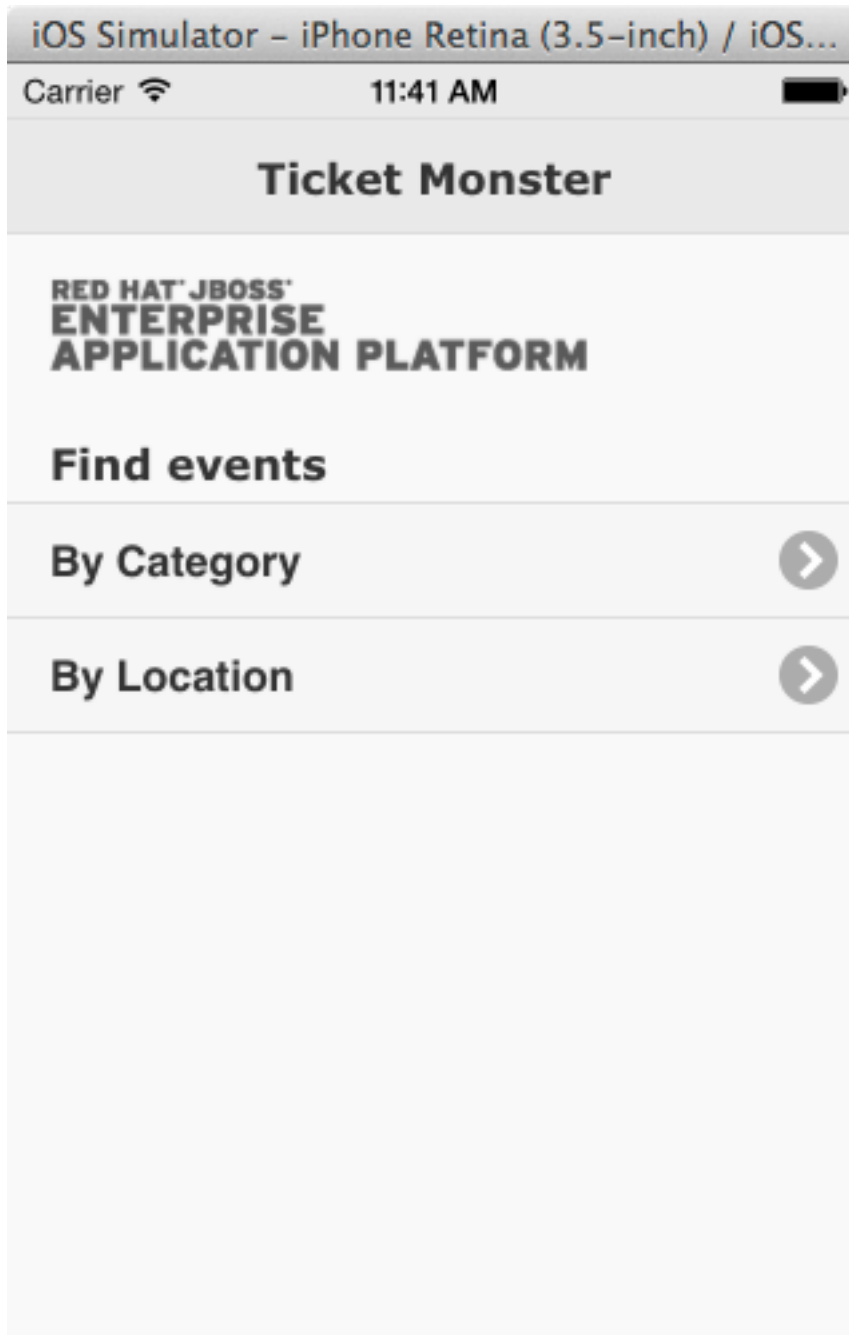 iOS Simulator – iPhone Retina (3.5-inch) / iOS...
Carrier 11:41 AM
Ticket Monster
RED HAT® JBOSS®
ENTERPRISE
APPLICATION PLATFORM
Find events
By Category
By Location